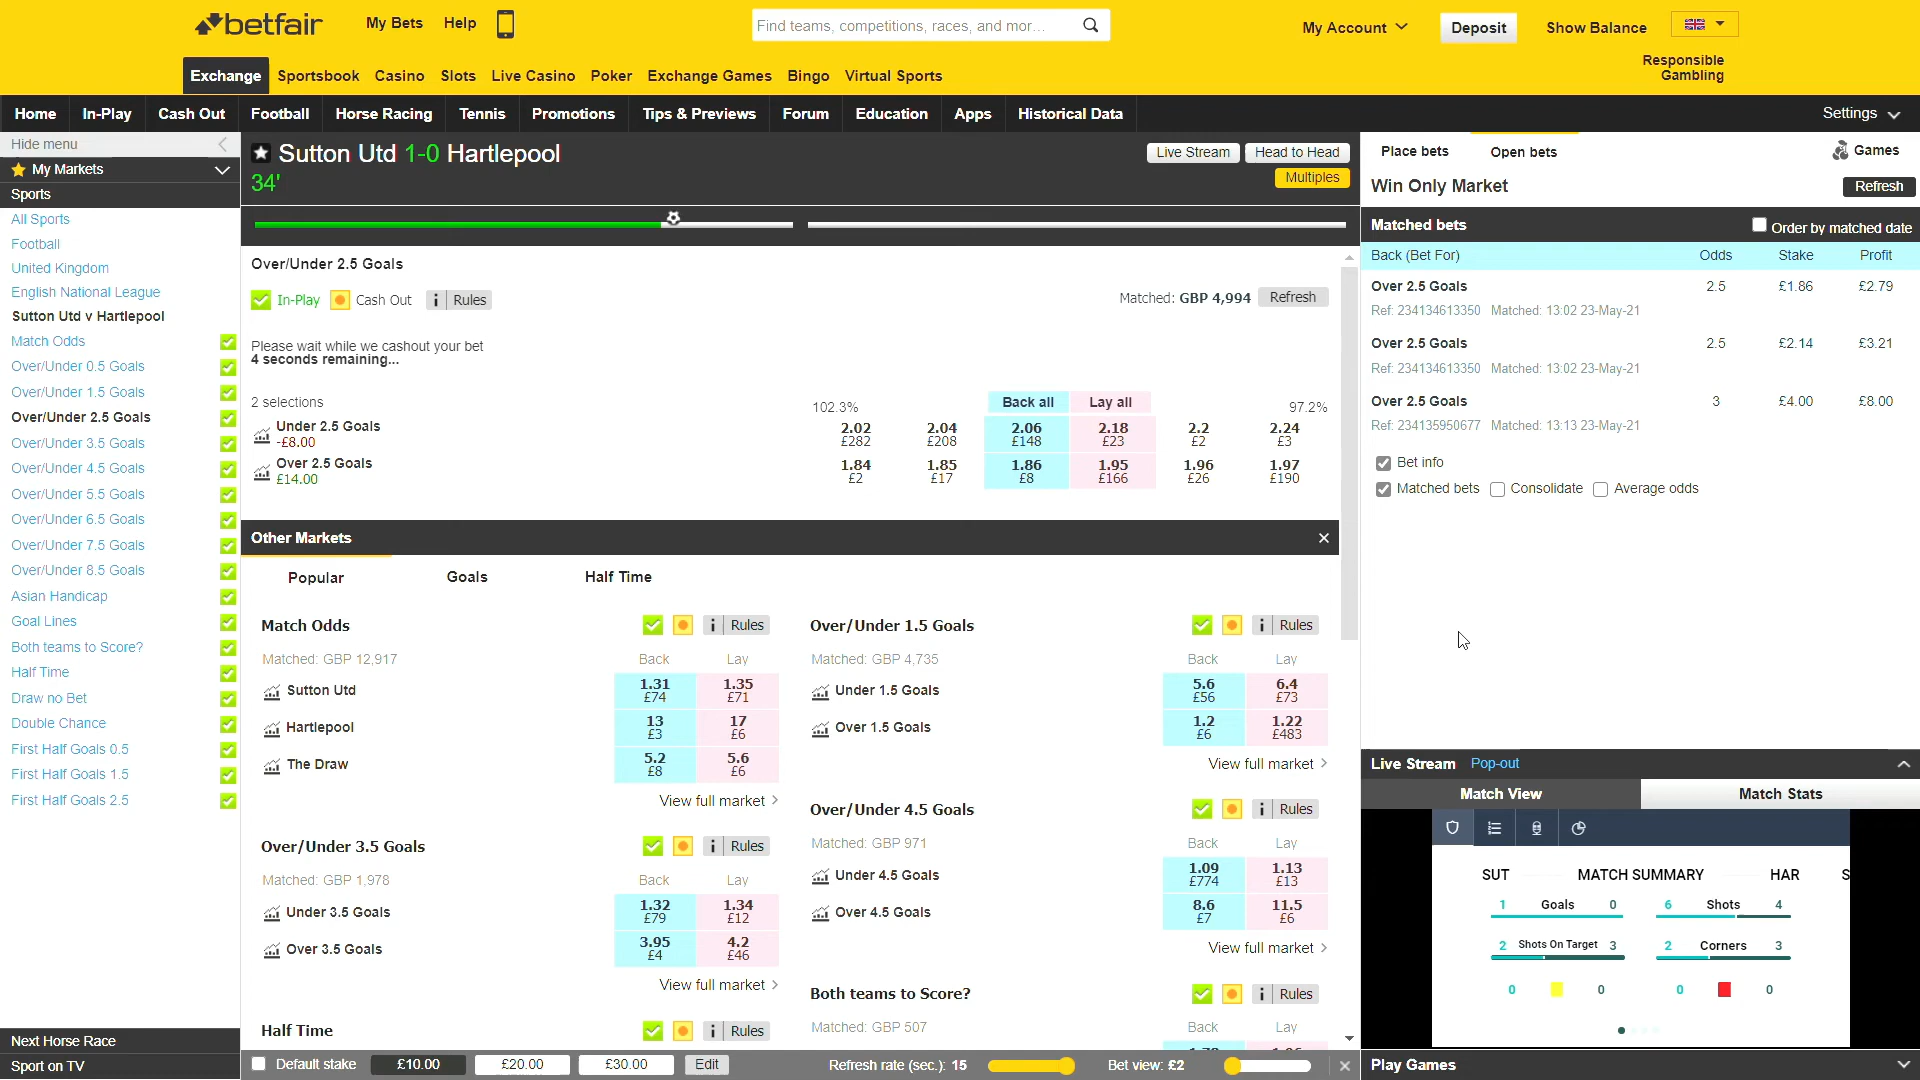 betfair
My Bets Help
Find teams, competitions, races, and mor...
My Account Deposit Show Balance
Responsible
Gambling
Exchange Sportsbook Casino Slots Live Casino Poker Exchange Games Bingo Virtual Sports
Home In-Play Cash Out Football Horse Racing Tennis Promotions Tips & Previews Forum Education Apps Historical Data Settings
Hide menu
My Markets
Sports
All Sports
Football
United Kingdom
English National League
Sutton Utd v Hartlepool
Match Odds
Over/Under 0.5 Goals
Over/Under 1.5 Goals
Over/Under 2.5 Goals
Over/Under 3.5 Goals
Over/Under 4.5 Goals
Over/Under 5.5 Goals
Over/Under 6.5 Goals
Over/Under 7.5 Goals
Over/Under 8.5 Goals
Asian Handicap
Goal Lines
Both teams to Score?
Half Time
Draw no Bet
Double Chance
First Half Goals 0.5
First Half Goals 1.5
First Half Goals 2.5
Next Horse Race
Sport on TV
Sutton Utd 1-0 Hartlepool
34'
Live Stream Head to Head
Multiples
Over/Under 2.5 Goals
In-Play Cash Out i Rules
Matched: GBP 4,994 Refresh
Please wait while we cashout your bet
4 seconds remaining...
2 selections 102.3% Back all Lay all 97.2%
Under 2.5 Goals 2.02 2.04 2.06 2.18 2.2 2.24
-£8.00 £282 £208 £148 £23 £2 £3
Over 2.5 Goals 1.84 1.85 1.86 1.95 1.96 1.97
£14.00 £2 £17 £8 £166 £26 £190
Other Markets
Popular Goals Half Time
Match Odds i Rules
Matched: GBP 12,917 Back Lay
Sutton Utd 1.31 1.35
£74 £71
Hartlepool 13 17
£3 £6
The Draw 5.2 5.6
£8 £6
View full market
Over/Under 3.5 Goals i Rules
Matched: GBP 1,978 Back Lay
Under 3.5 Goals 1.32 1.34
£79 £12
Over 3.5 Goals 3.95 4.2
£4 £46
View full market
Half Time i Rules
Over/Under 1.5 Goals i Rules
Matched: GBP 4,735 Back Lay
Under 1.5 Goals 5.6 6.4
£56 £73
Over 1.5 Goals 1.2 1.22
£6 £483
View full market
Over/Under 4.5 Goals i Rules
Matched: GBP 971 Back Lay
Under 4.5 Goals 1.09 1.13
£774 £13
Over 4.5 Goals 8.6 11.5
£7 £6
View full market
Both teams to Score? i Rules
Matched: GBP 507 Back Lay
Default stake £10.00 £20.00 £30.00 Edit Refresh rate (sec.): 15 Bet view: £2
Place bets Open bets Games
Win Only Market Refresh
Matched bets Order by matched date
Back (Bet For) Odds Stake Profit
Over 2.5 Goals 2.5 £1.86 £2.79
Ref: 234134613350 Matched: 13:02 23-May-21
Over 2.5 Goals 2.5 £2.14 £3.21
Ref: 234134613350 Matched: 13:02 23-May-21
Over 2.5 Goals 3 £4.00 £8.00
Ref: 234135950677 Matched: 13:13 23-May-21
Bet info
Matched bets Consolidate Average odds
Live Stream Pop-out
Match View Match Stats
SUT MATCH SUMMARY HAR S
1 Goals 0 6 Shots 4
2 Shots On Target 3 2 Corners 3
0 0 0 0
Play Games